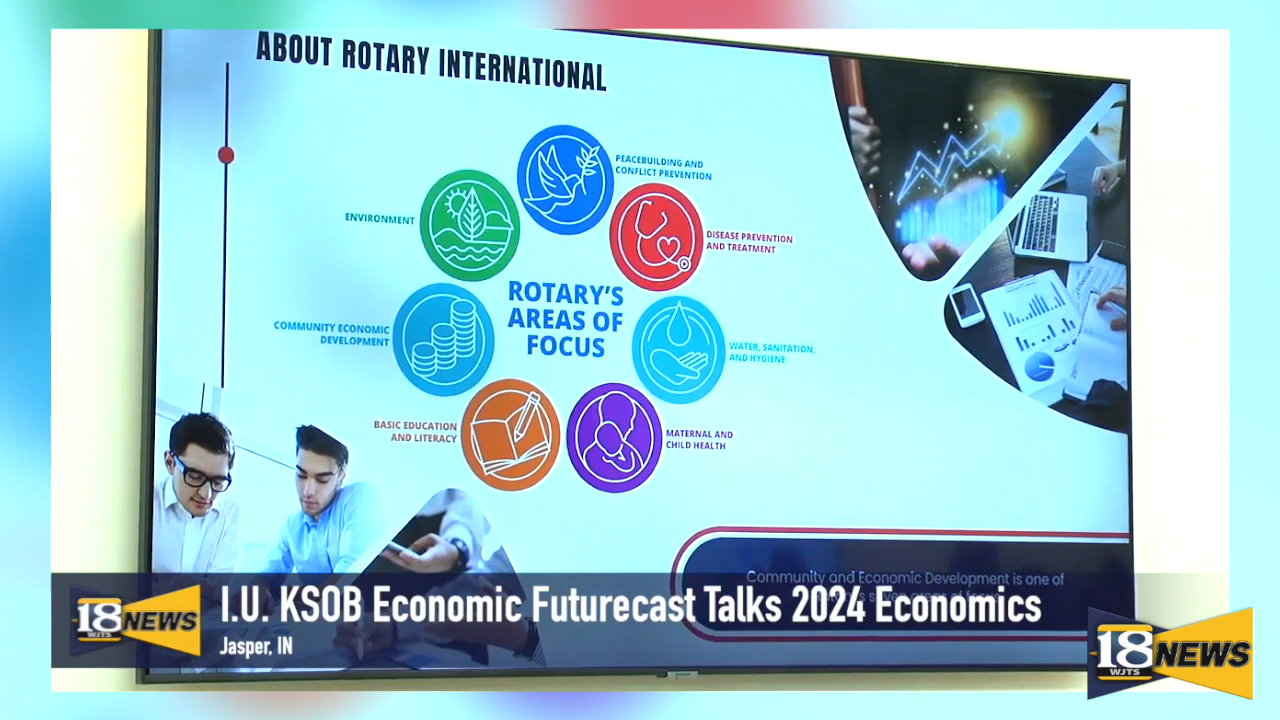 ABOUT ROTARY INTERNATIONAL
PEACEBUILDING AND
CONFLICT PREVENTION
ENVIRONMENT
DISEASE PREVENTION
AND TREATMENT
ROTARY'S
AREAS OF
FOCUS
COMMUNITY ECONOMIC
DEVELOPMENT
WATER, SANITATION,
AND HYGIENE
BASIC EDUCATION
AND LITERACY
MATERNAL AND
CHILD HEALTH
Community and Economic Development is one of
18 NEWS
WJTS
I.U. KSOB Economic Futurecast Talks 2024 Economics
Jasper, IN
18 NEWS
WJTS